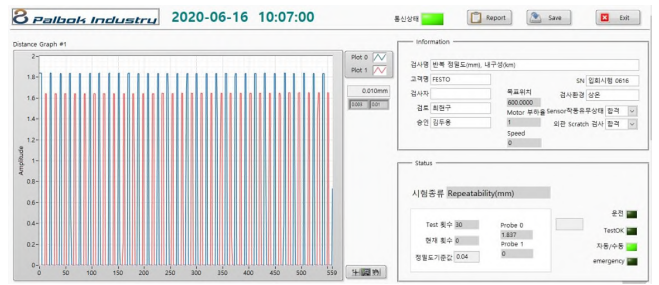 Palbok Industry 2020-06-16 10:07:00 통신상태 Report Save Exit
Distance Graph #1
Plot 0
Plot 1
0.010mm
0.003 0.01
Amplitude
2
1.8
1.6
1.4
1.2
1
0.8
0.6
0.4
0.2
0
0 50 100 150 200 250 300 350 400 450 500 550
Information
검사명 반복 정밀도(mm), 내구성(km)
고객명 FESTO SN 입회시험 0616
검사자 목표위치 검사환경 상온
600.0000
검토 최현구 Motor 부하율 Sensor작동유무상태 합격
승인 김두용 1 외관 Scratch 검사 합격
Speed
0
Status
시험종류 Repeatability(mm)
Test 횟수 30 Probe 0 운전
1.837 TestOK
현재 횟수 0 Probe 1 자동/수동
정밀도기준값 0.04 0 emergency